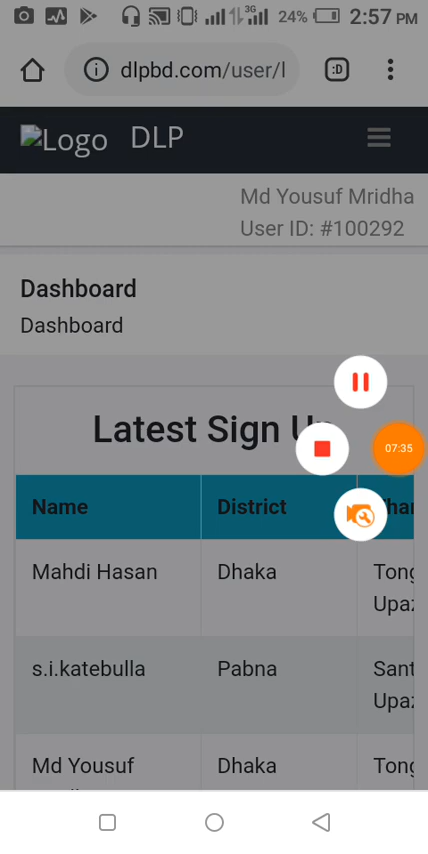 3G 24% 2:57 PM
dlpbd.com/user/l :D
Logo DLP
Md Yousuf Mridha
User ID: #100292
Dashboard
Dashboard
Latest Sign
07:35
Name District
Mahdi Hasan Dhaka Tong
Upaz
s.i.katebulla Pabna Sant
Upaz
Md Yousuf Dhaka Tong